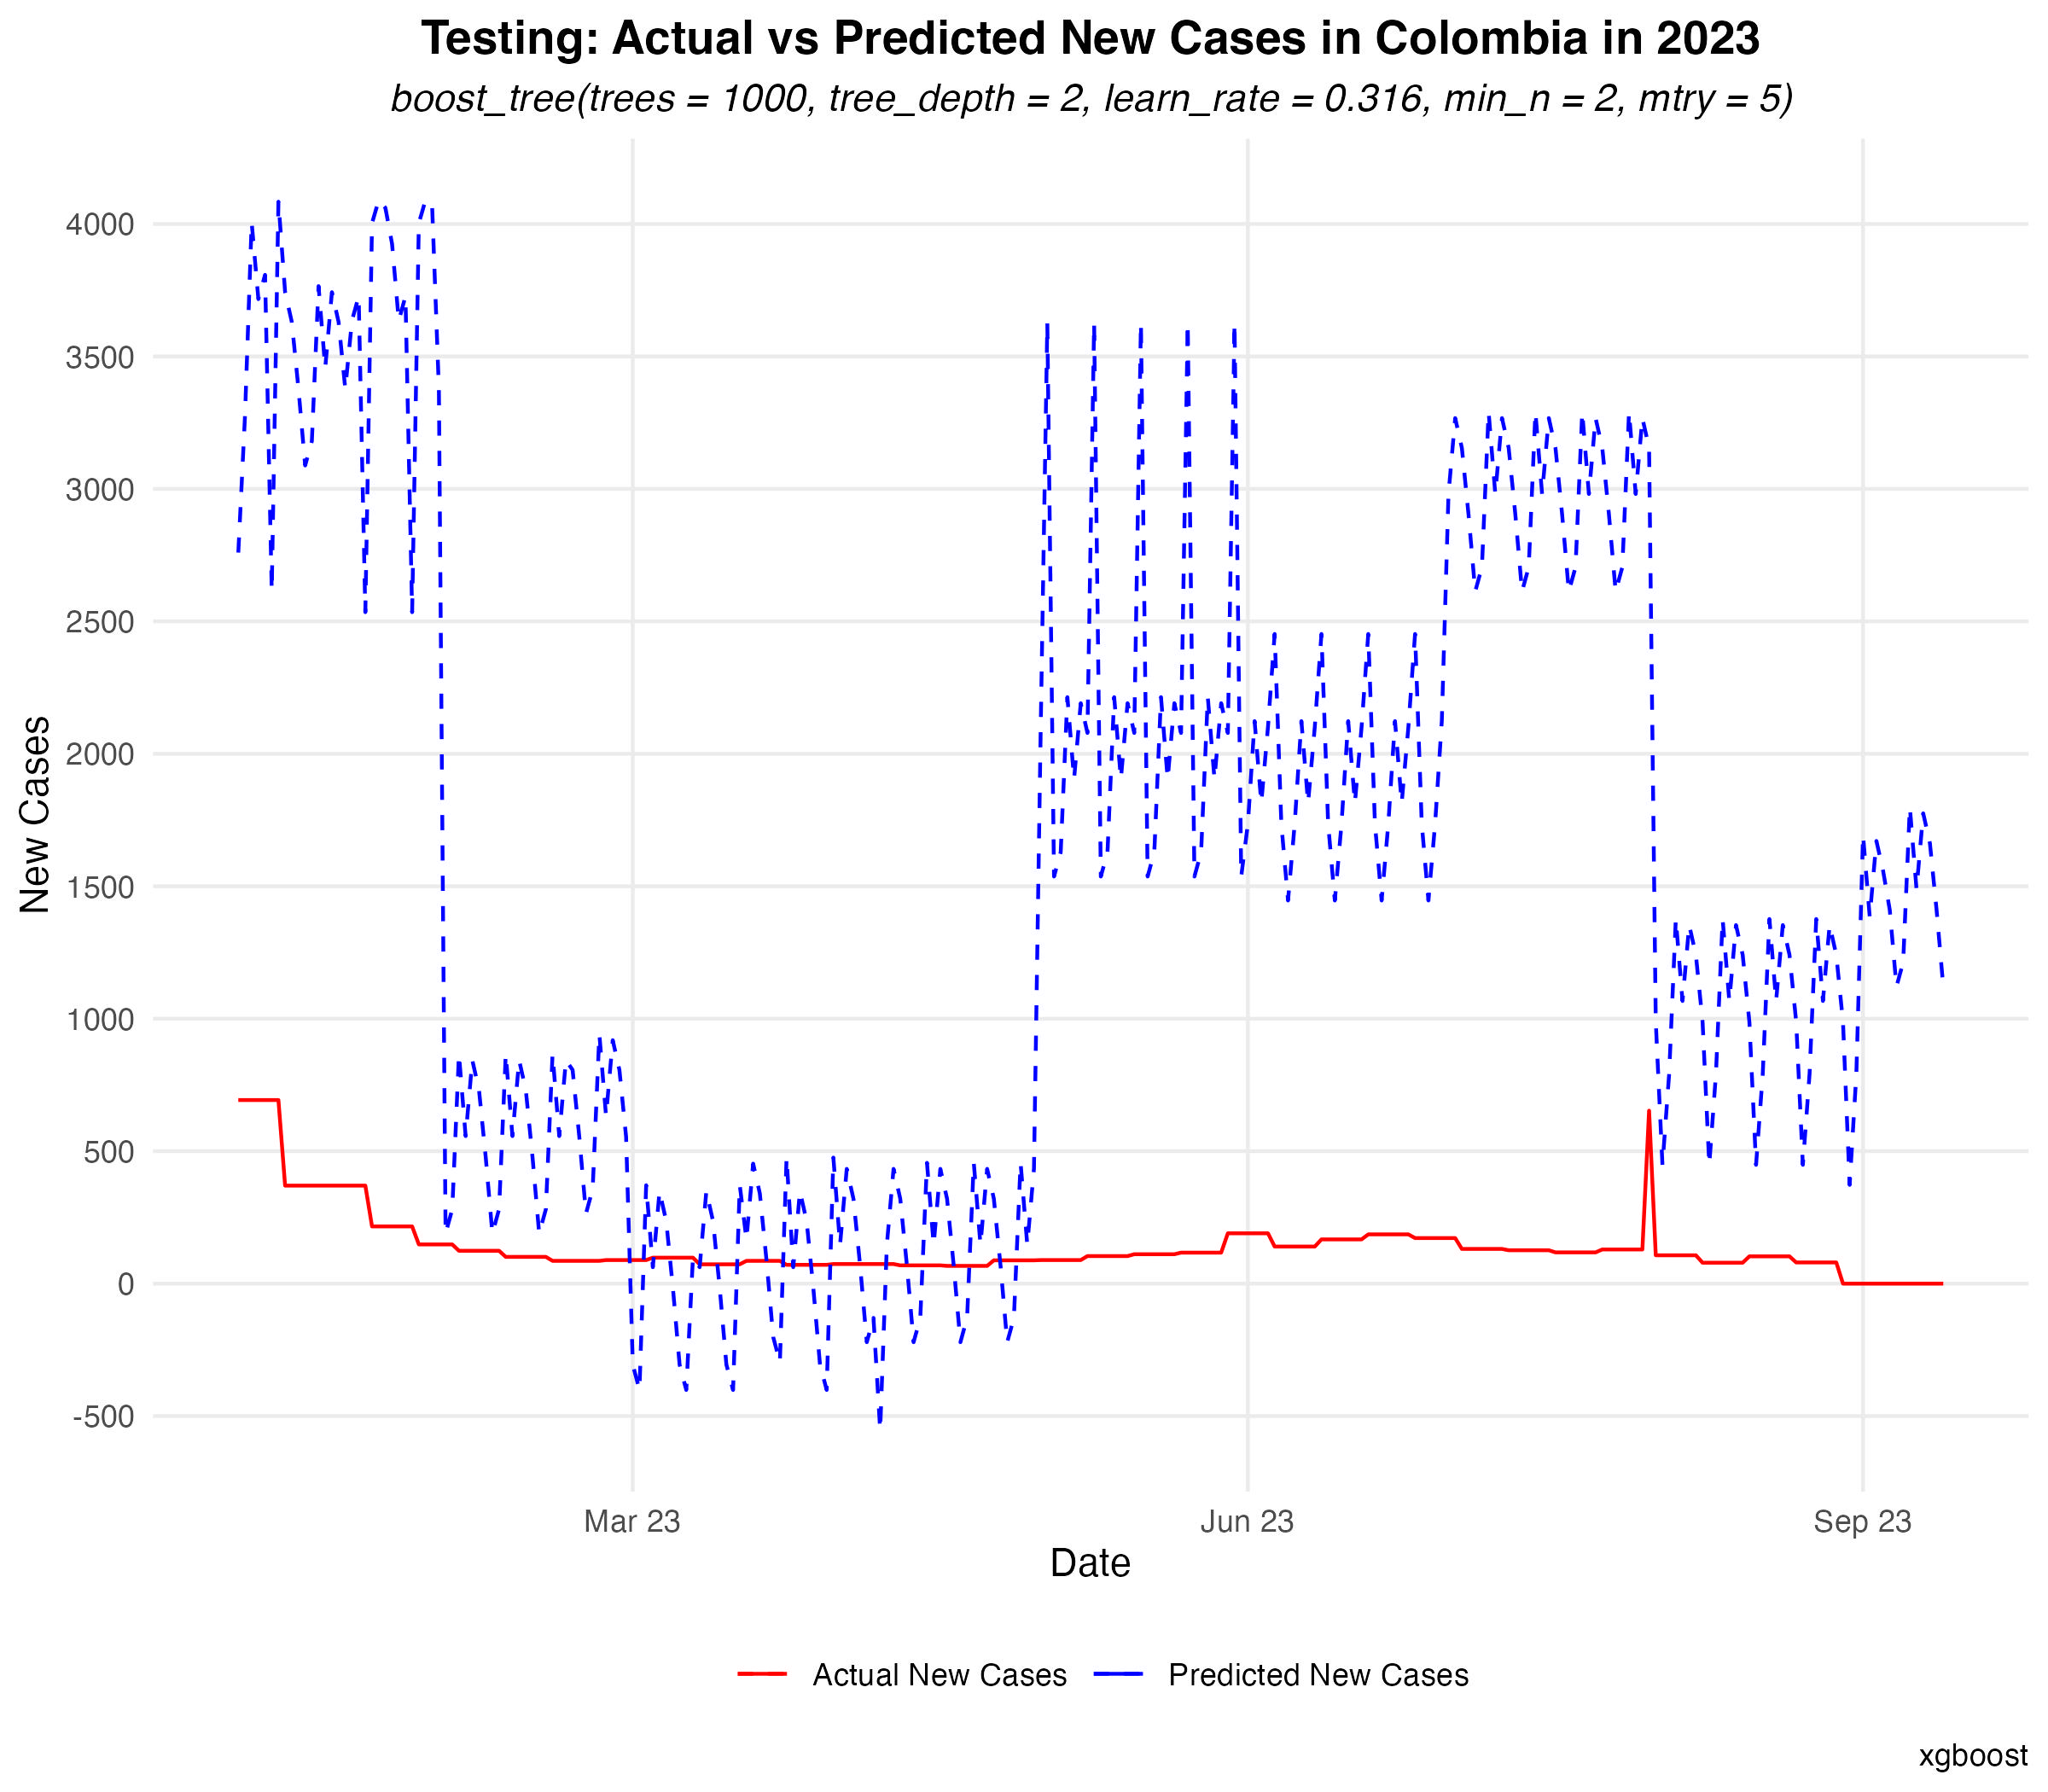 Testing: Actual vs Predicted New Cases in Colombia in 2023
boost_tree(trees = 1000, tree_depth = 2, learn_rate = 0.316, min_n = 2, mtry = 5)
New Cases
4000
3500
3000
2500
2000
1500
1000
500
0
-500
Mar 23
Jun 23
Sep 23
Date
Actual New Cases
Predicted New Cases
xgboost